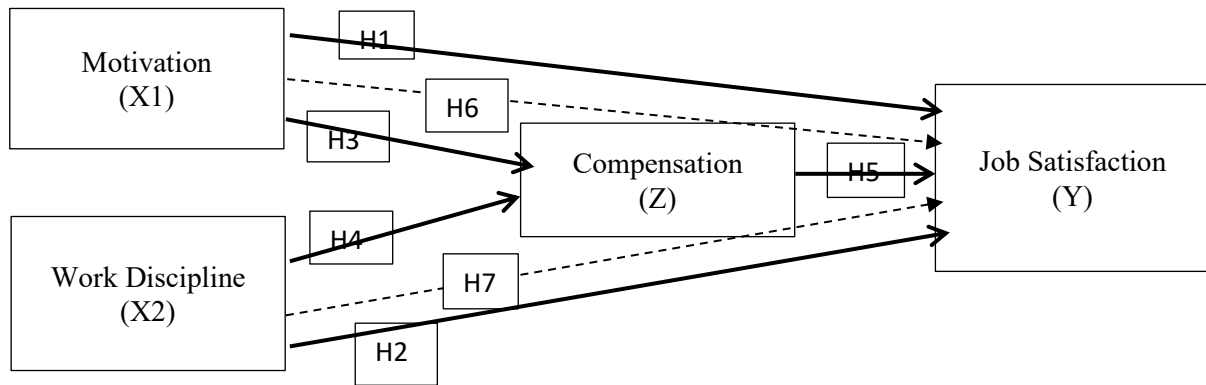 H1
Motivation
(X1)
H6
H3
Compensation
(Z)
H5
Job Satisfaction
(Y)
H4
Work Discipline
(X2)
H7
H2